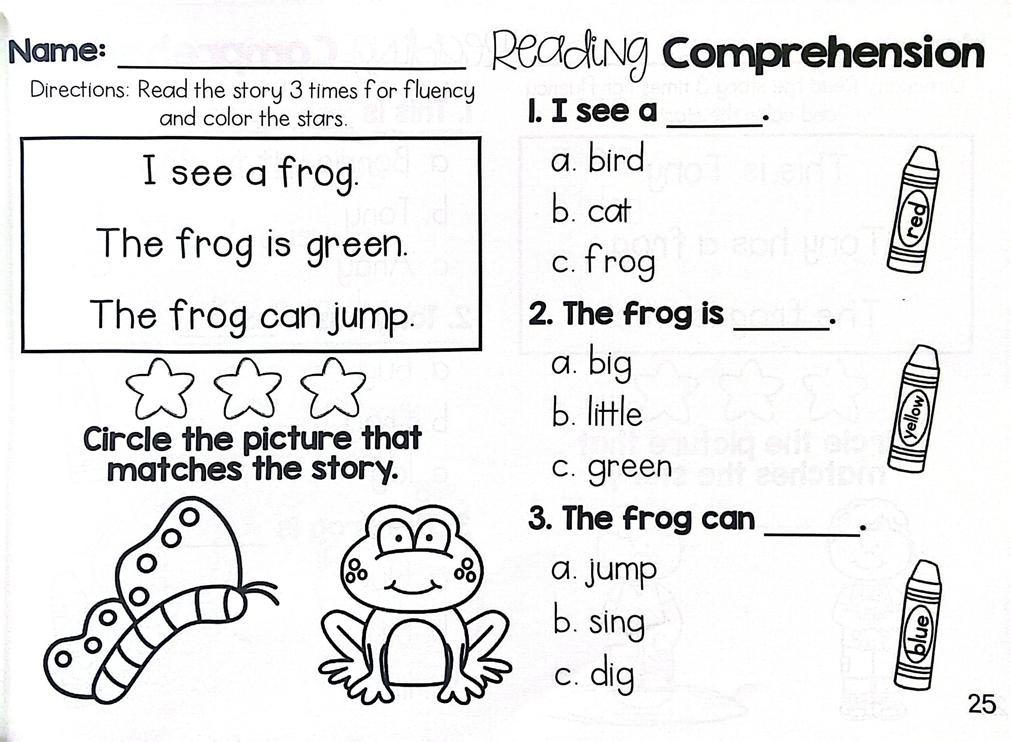 Name: Reading Comprehension
Directions: Read the story 3 times for fluency
and color the stars.
I see a frog.
The frog is green.
The frog can jump.
Circle the picture that
matches the story.
1. I see a ______.
a. bird
b. cat
c. frog
red
2. The frog is ______.
a. big
b. little
c. green
yellow
3. The frog can ______.
a. jump
b. sing
c. dig
blue
25